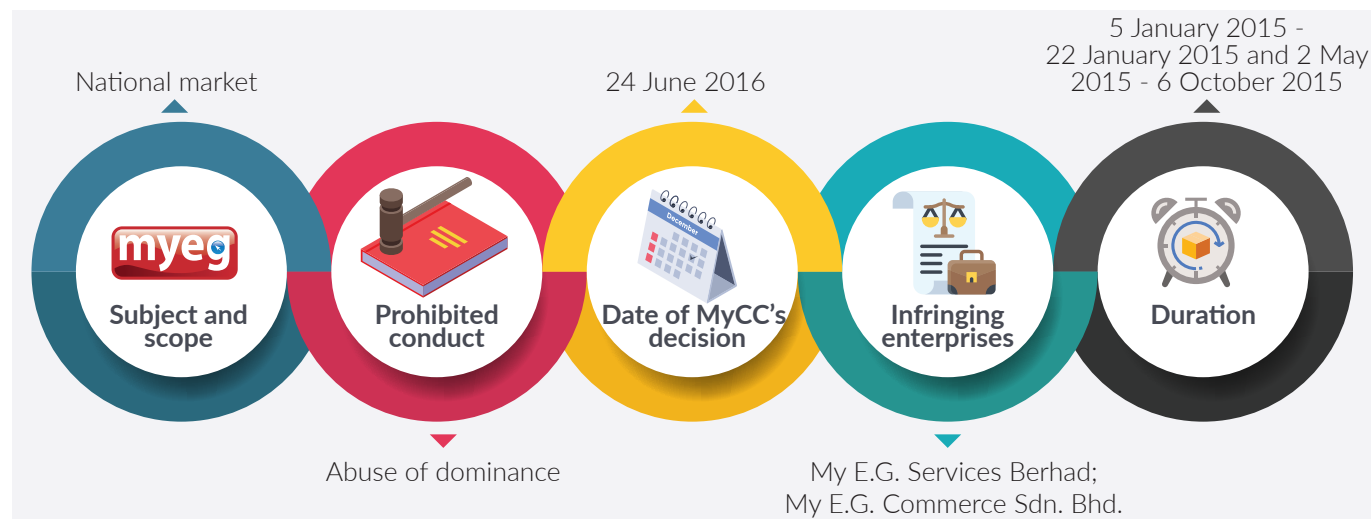 National market
myeg
Subject and
scope
Prohibited
conduct
Abuse of dominance
24 June 2016
December
Date of MyCC's
decision
Infringing
enterprises
My E.G. Services Berhad;
My E.G. Commerce Sdn. Bhd.
5 January 2015 -
22 January 2015 and 2 May
2015 - 6 October 2015
Duration